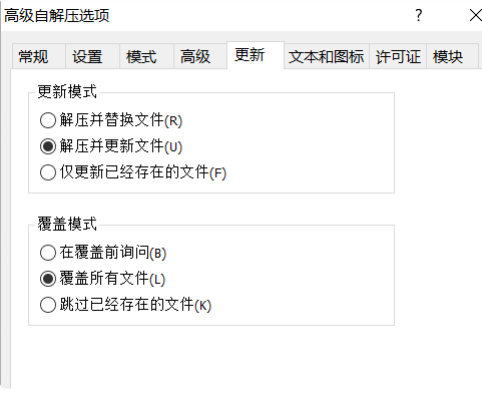 高级自解压选项 ?
常规 设置 模式 高级 更新 文本和图标 许可证 模块
更新模式
解压并替换文件(R)
解压并更新文件(U)
仅更新已经存在的文件(F)
覆盖模式
在覆盖前询问(B)
覆盖所有文件(L)
跳过已经存在的文件(K)